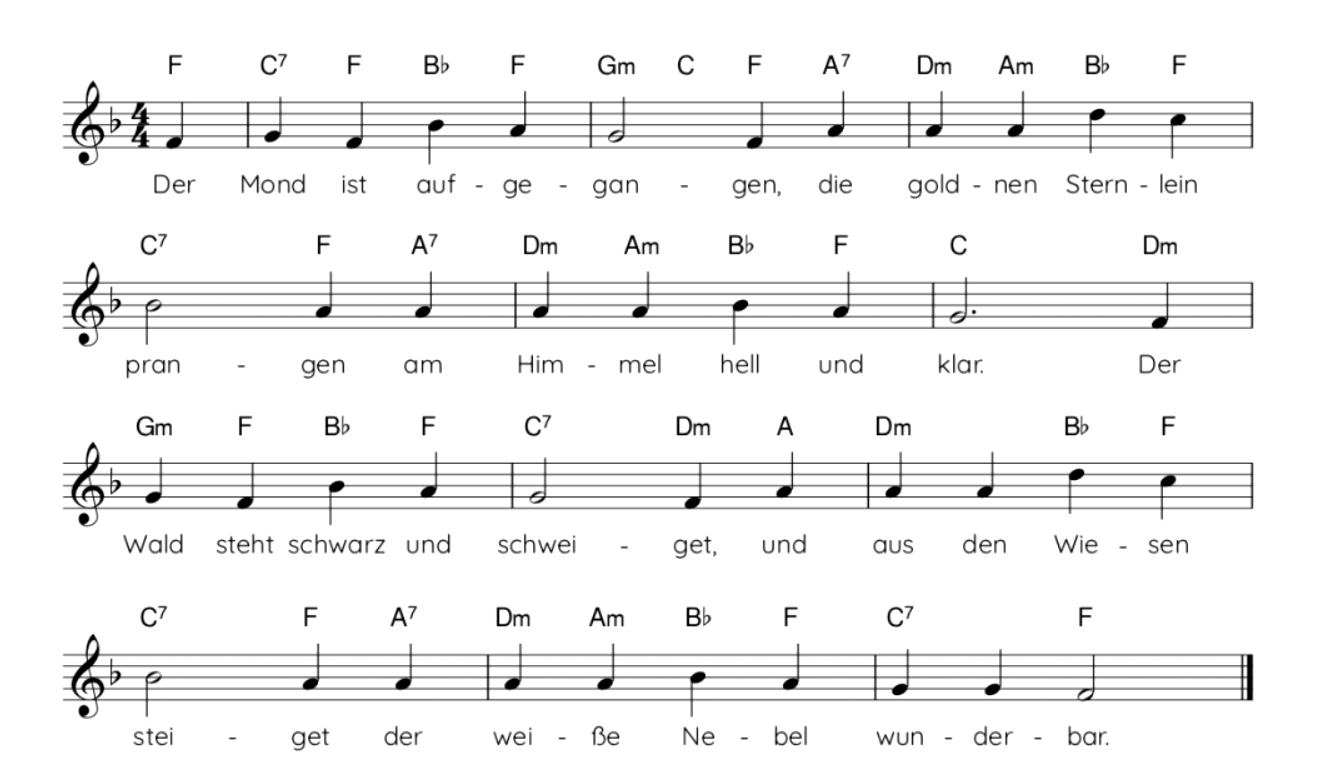 F C7 F B♭ F Gm C F A7 Dm Am B♭ F
4
4
Der Mond ist auf - ge - gan - gen, die gold - nen Stern - lein
C7 F A7 Dm Am B♭ F C Dm
pran - gen am Him - mel hell und klar. Der
Gm F B♭ F C7 Dm A Dm B♭ F
Wald steht schwarz und schwei - get, und aus den Wie - sen
C7 F A7 Dm Am B♭ F C7 F
stei - get der wei - ße Ne - bel wun - der - bar.